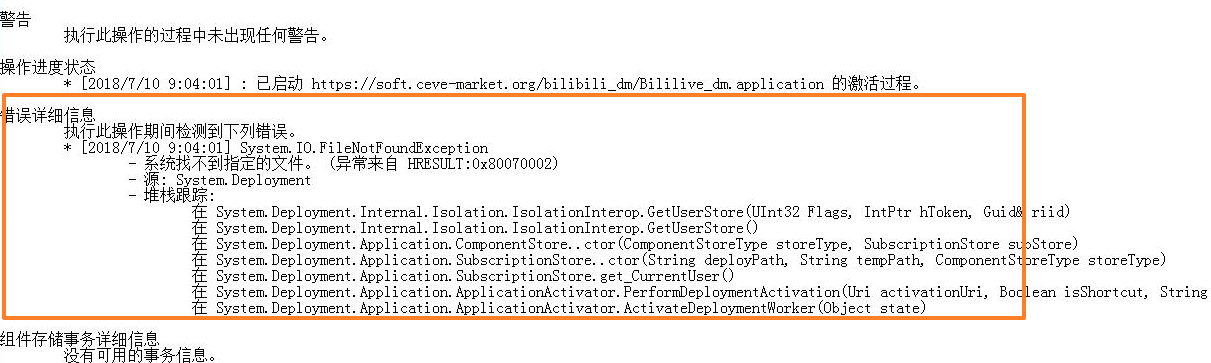 警告
执行此操作的过程中未出现任何警告。
操作进度状态
* [2018/7/10 9:04:01] : 已启动 https://soft.ceve-market.org/bilibili_dm/Bililive_dm.application 的激活过程。
错误详细信息
执行此操作期间检测到下列错误。
* [2018/7/10 9:04:01] System.IO.FileNotFoundException
- 系统找不到指定的文件。 (异常来自 HRESULT:0x80070002)
- 源: System.Deployment
- 堆栈跟踪:
在 System.Deployment.Internal.Isolation.IsolationInterop.GetUserStore(UInt32 Flags, IntPtr hToken, Guid& riid)
在 System.Deployment.Internal.Isolation.IsolationInterop.GetUserStore()
在 System.Deployment.Application.ComponentStore..ctor(ComponentStoreType storeType, SubscriptionStore subStore)
在 System.Deployment.Application.SubscriptionStore..ctor(String deployPath, String tempPath, ComponentStoreType storeType)
在 System.Deployment.Application.SubscriptionStore.get_CurrentUser()
在 System.Deployment.Application.ApplicationActivator.PerformDeploymentActivation(Uri activationUri, Boolean isShortcut, String
在 System.Deployment.Application.ApplicationActivator.ActivateDeploymentWorker(Object state)
组件存储事务详细信息
没有可用的事务信息。